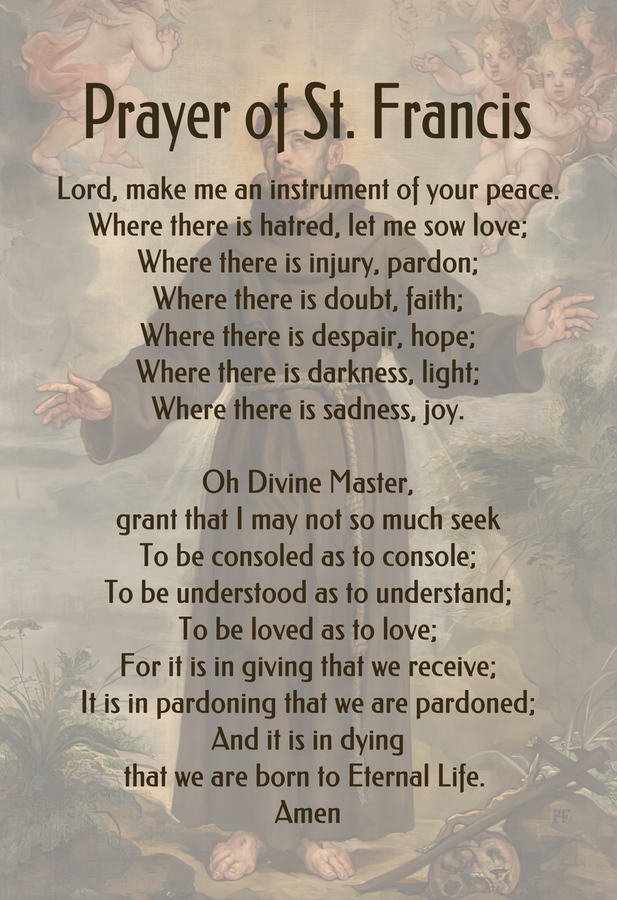 Prayer of St. Francis
Lord, make me an instrument of your peace.
Where there is hatred, let me sow love;
Where there is injury, pardon;
Where there is doubt, faith;
Where there is despair, hope;
Where there is darkness, light;
Where there is sadness, joy.
Oh Divine Master,
grant that I may not so much seek
To be consoled as to console;
To be understood as to understand;
To be loved as to love;
For it is in giving that we receive;
It is in pardoning that we are pardoned;
And it is in dying
that we are born to Eternal Life.
Amen